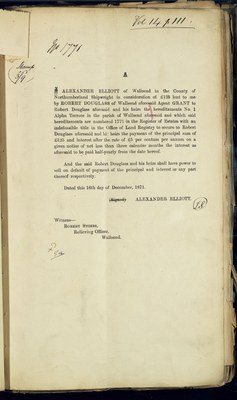 Vol 14 p 111.
No 1771
Stamp
A
I ALEXANDER ELLIOTT of Wallsend in the County of
Northumberland Shipwright in consideration of £135 lent to me
by ROBERT DOUGLASS of Wallsend aforesaid Agent GRANT to
Robert Douglass aforesaid and his heirs the hereditaments No. 1
Alpha Terrace in the parish of Wallsend aforesaid and which said
hereditaments are numbered 1771 in the Register of Estates with an
indefeasible title in the Office of Land Registry to secure to Robert
Douglass aforesaid and his heirs the payment of the principal sum of
£135 and interest after the rate of per centum per annum on a
given notice of not less than three calendar months the interest as
aforesaid to be paid half-yearly from the date hereof.
And the said Robert Douglass and his heirs shall have power to
sell on default of payment of the principal and interest or any part
thereof respectively.
Dated this 16th day of December, 1871.
ALEXANDER ELLIOTT.
Witness—
ROBERT
Relieving Officer,
Wallsend.